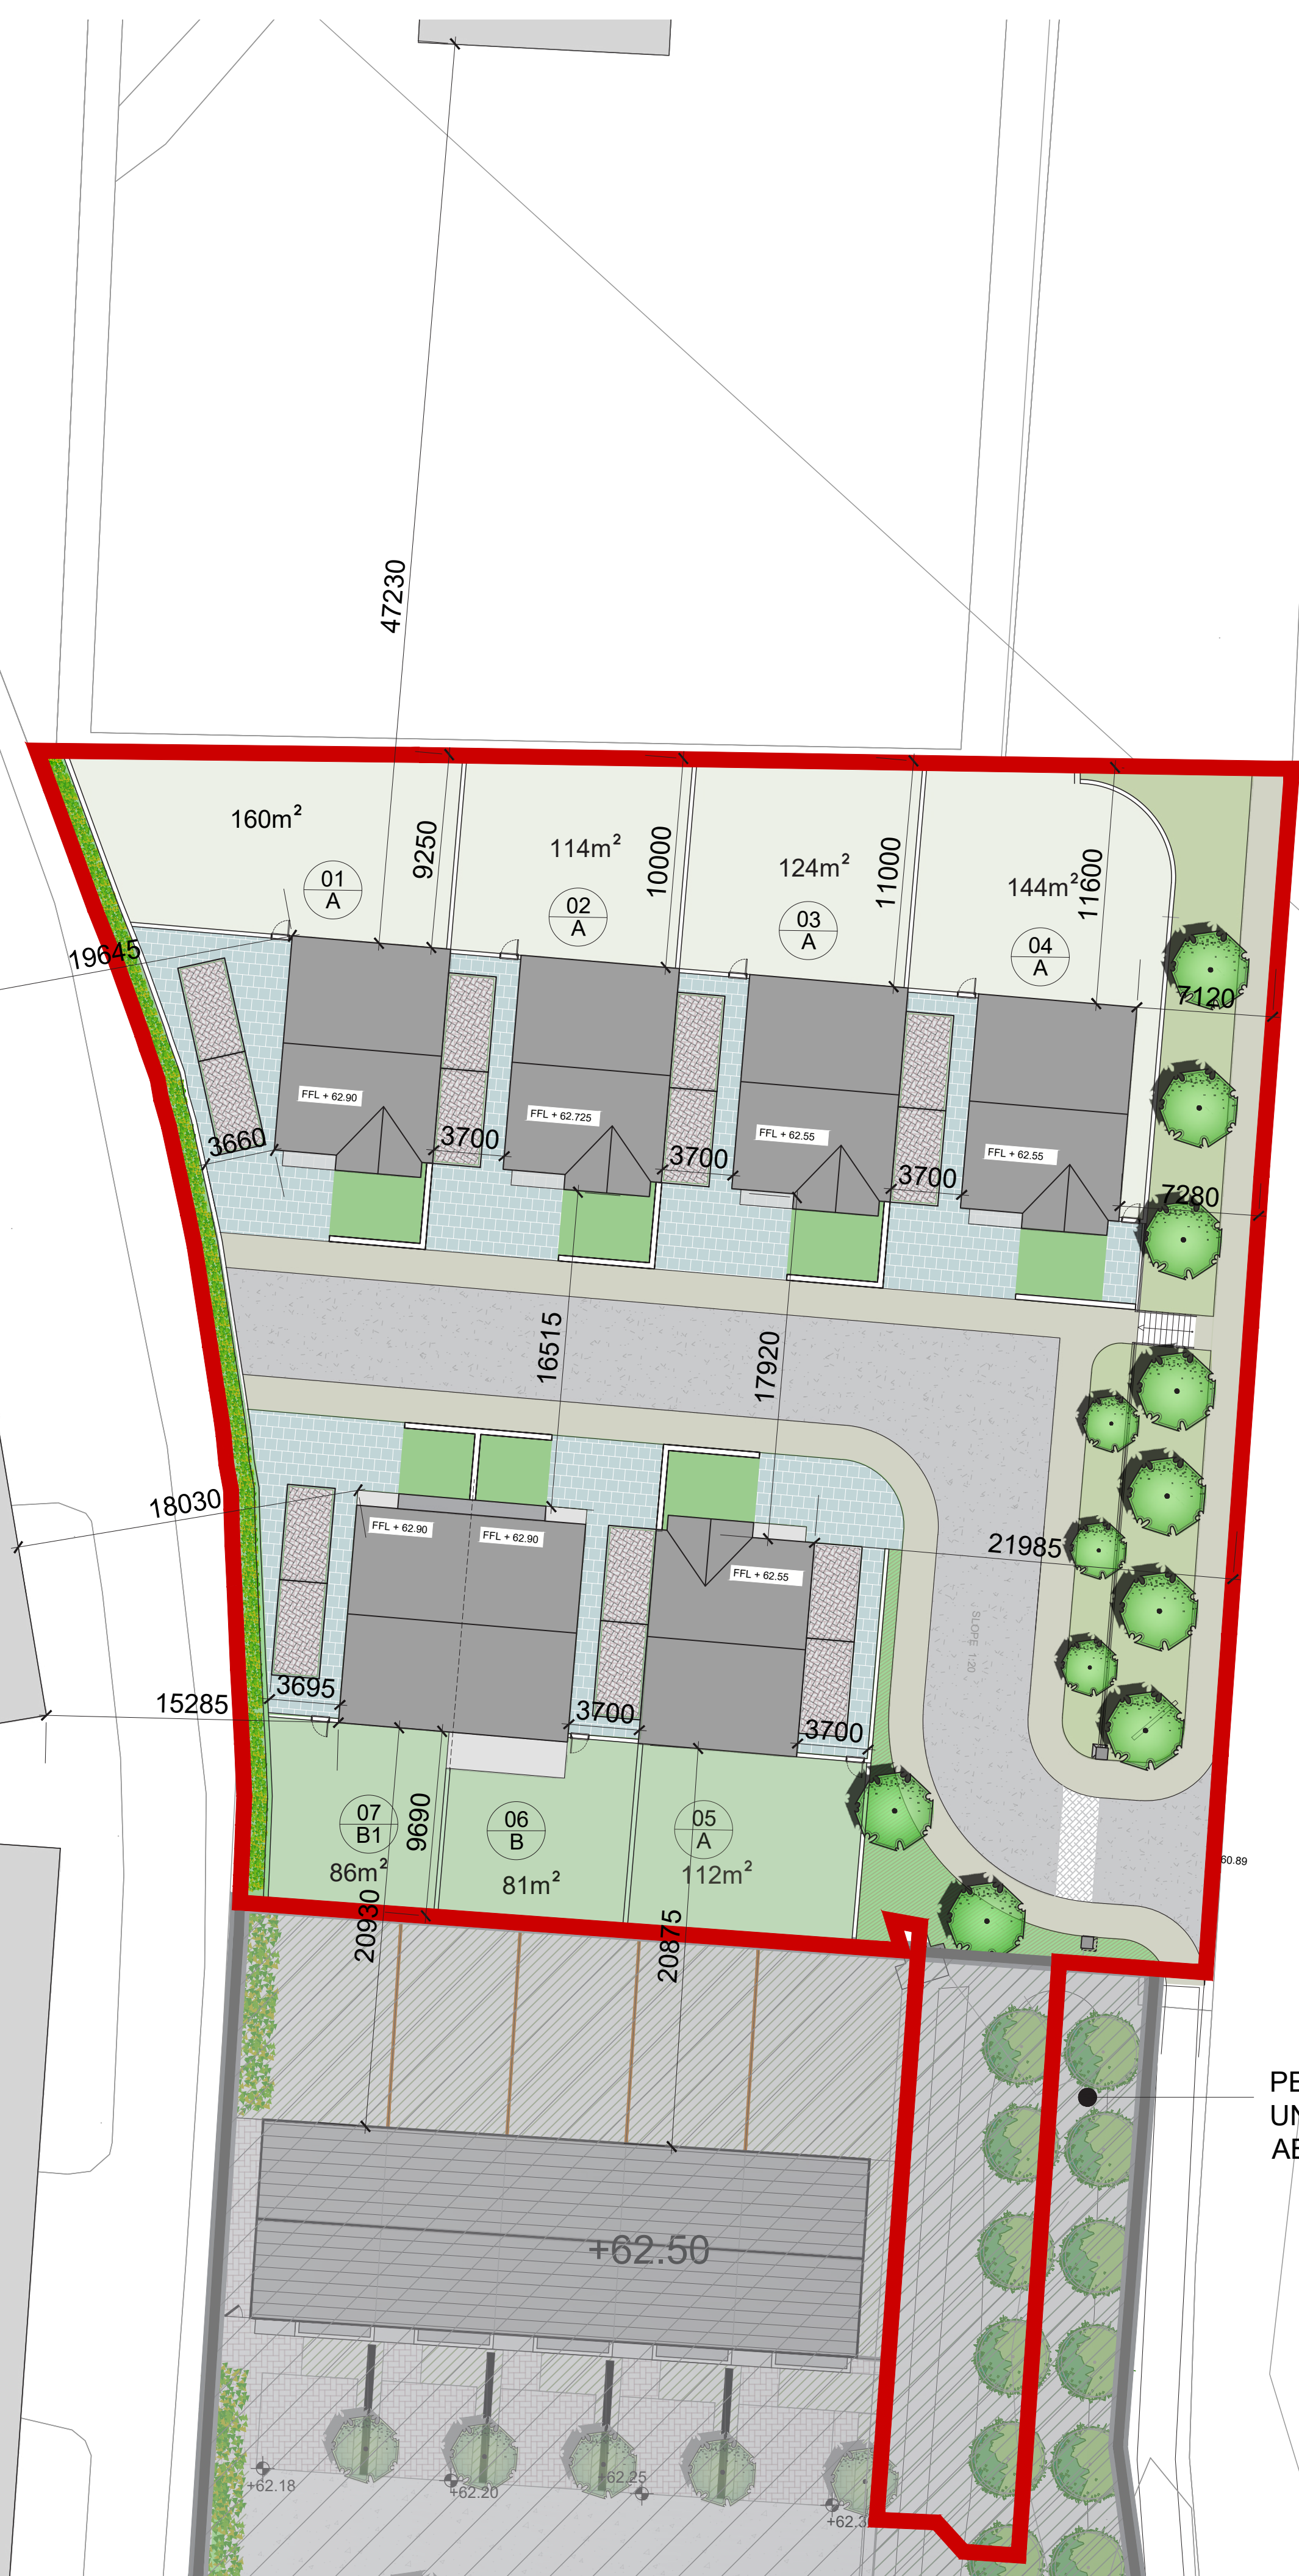 47230
160m²
9250
01
A
114m²
10000
02
A
124m²
11000
03
A
144m²
11600
04
A
19645
7120
FFL + 62.90
FFL + 62.725
FFL + 62.55
FFL + 62.55
3660
3700
3700
3700
7280
16515
17920
18030
FFL + 62.90
FFL + 62.90
FFL + 62.55
21985
SLOPE 1:20
15285
3695
3700
3700
07
B1
86m²
9690
06
B
81m²
05
A
112m²
60.89
20930
20875
PE
UN
AE
+62.50
+62.18
+62.20
+62.25
+62.3